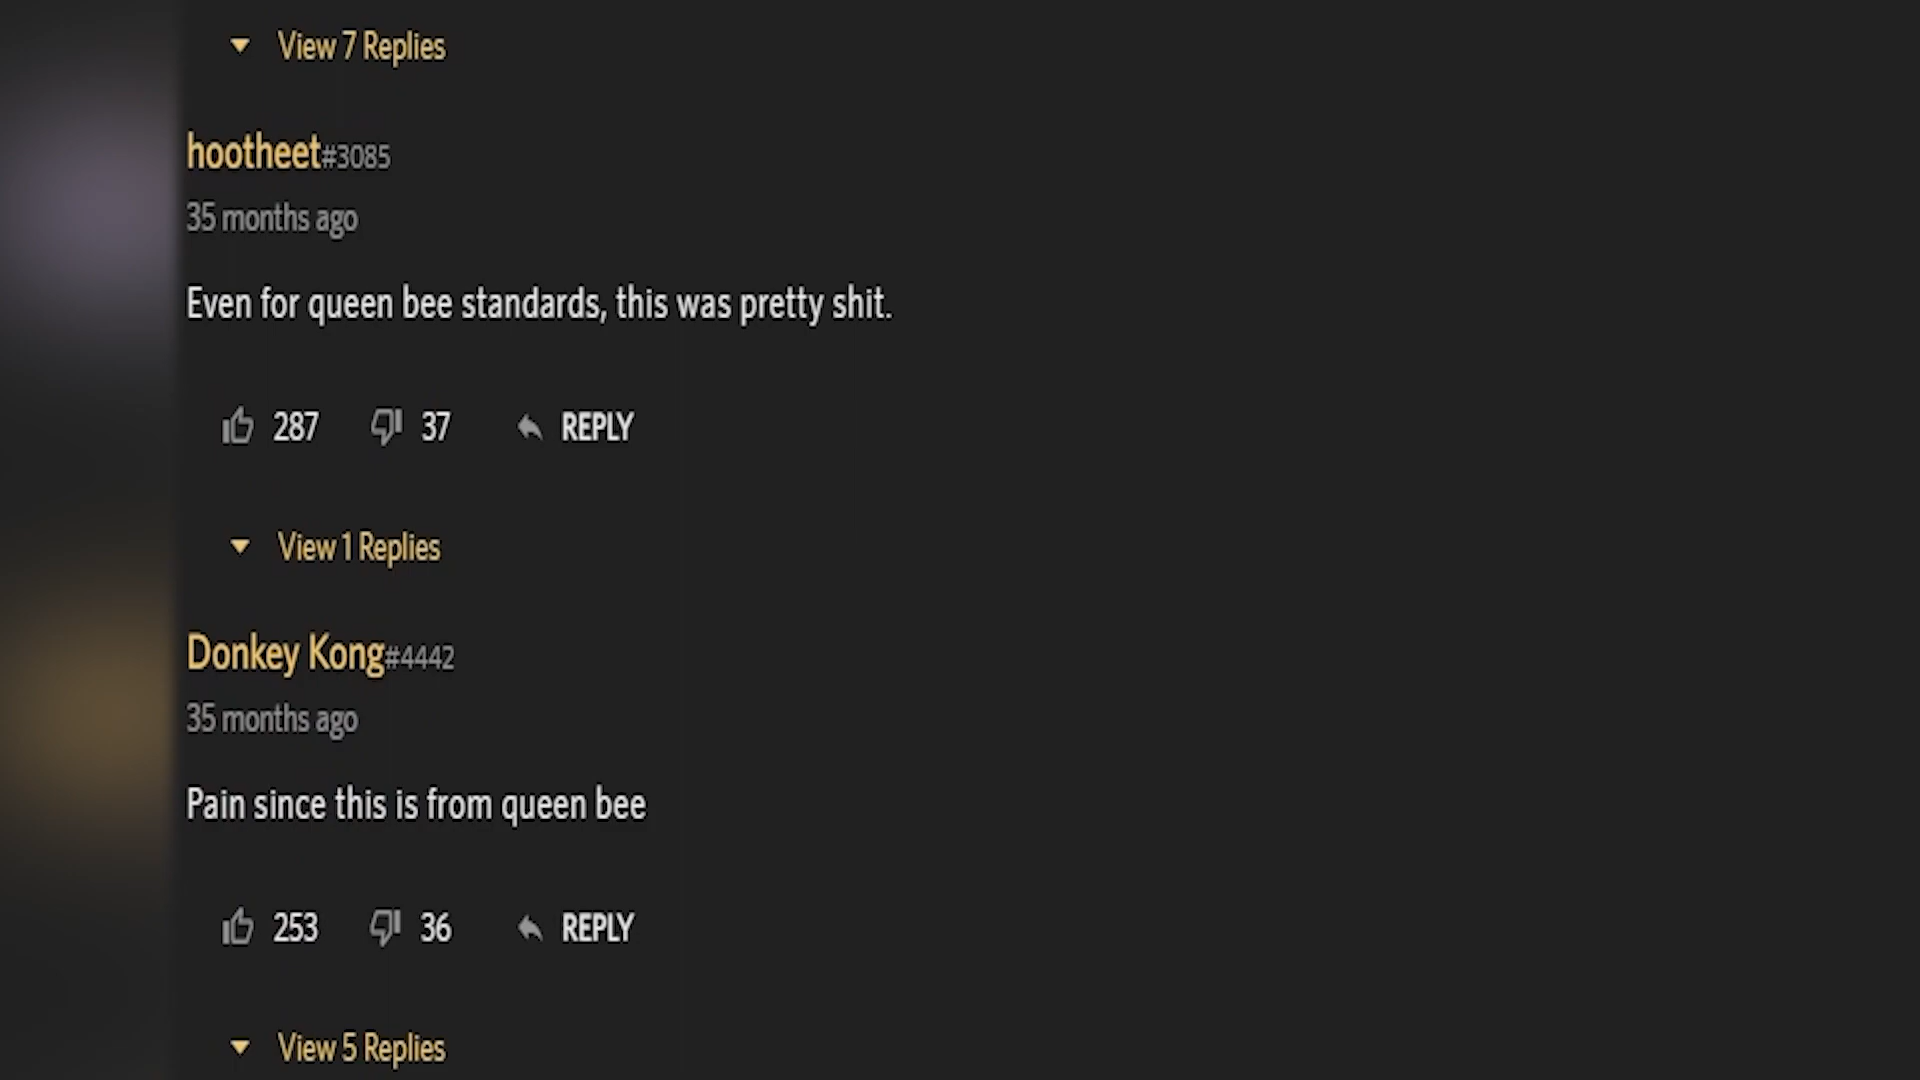 View 7 Replies
hootheet#3085
35 months ago
Even for queen bee standards, this was pretty shit.
287 37 REPLY
View 1 Replies
Donkey Kong#4442
35 months ago
Pain since this is from queen bee
253 36 REPLY
View 5 Replies